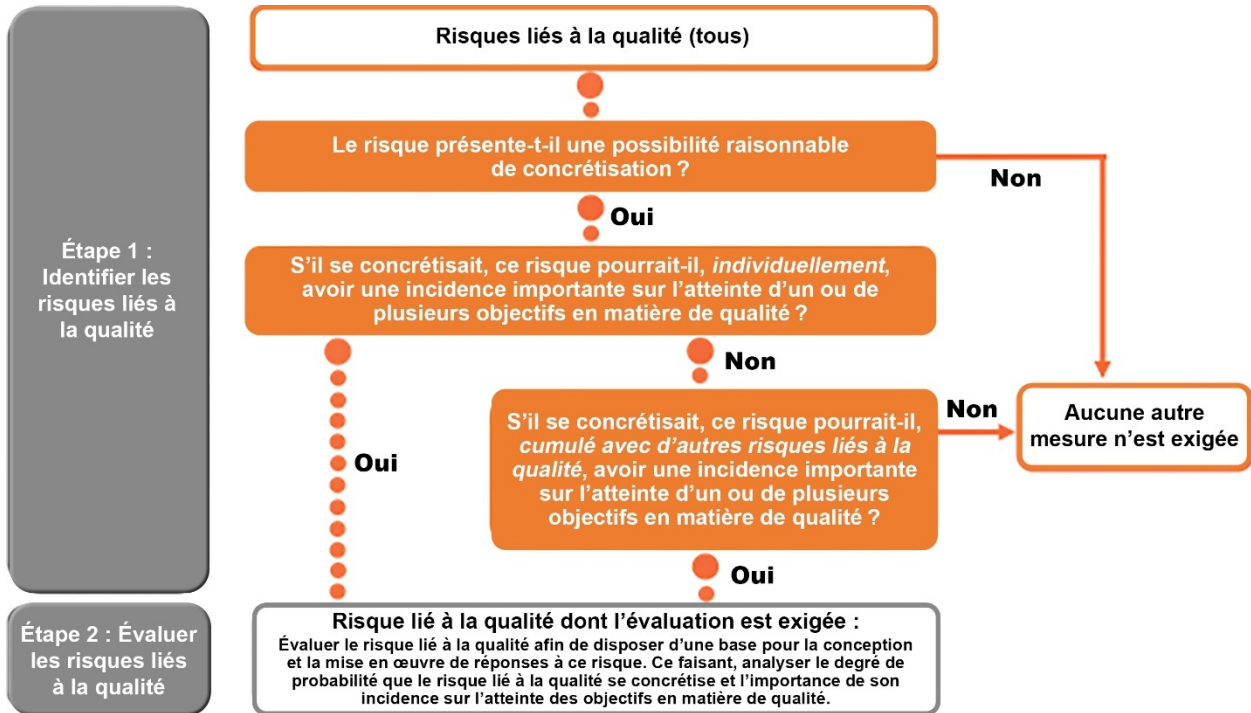 Étape 1 :
Identifier les
risques liés à
la qualité
Risques liés à la qualité (tous)
Le risque présente-t-il une possibilité raisonnable
de concrétisation ?
Non
Oui
S'il se concrétisait, ce risque pourrait-il, individuellement,
avoir une incidence importante sur l'atteinte d'un ou de
plusieurs objectifs en matière de qualité ?
Oui
Non
S'il se concrétisait, ce risque pourrait-il,
cumulé avec d'autres risques liés à la
qualité, avoir une incidence importante
sur l'atteinte d'un ou de plusieurs
objectifs en matière de qualité ?
Non
Aucune autre
mesure n'est exigée
Oui
Étape 2 : Évaluer
les risques liés
à la qualité
Risque lié à la qualité dont l'évaluation est exigée :
Évaluer le risque lié à la qualité afin de disposer d'une base pour la conception
et la mise en œuvre de réponses à ce risque. Ce faisant, analyser le degré de
probabilité que le risque lié à la qualité se concrétise et l'importance de son
incidence sur l'atteinte des objectifs en matière de qualité.